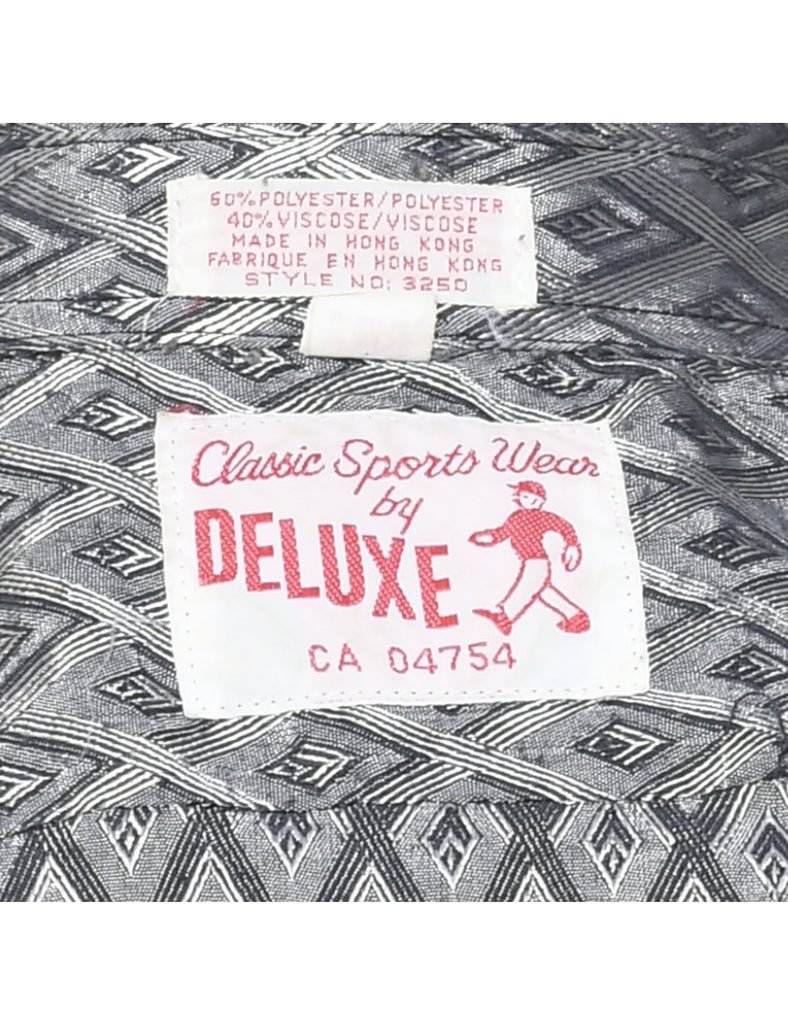 60% POLYESTER/POLYESTER
40% VISCOSE/VISCOSE
MADE IN HONG KONG
FABRIQUE EN HONG KONG
STYLE NO: 3250
Classic Sports Wear
by
DELUXE
CA 04754